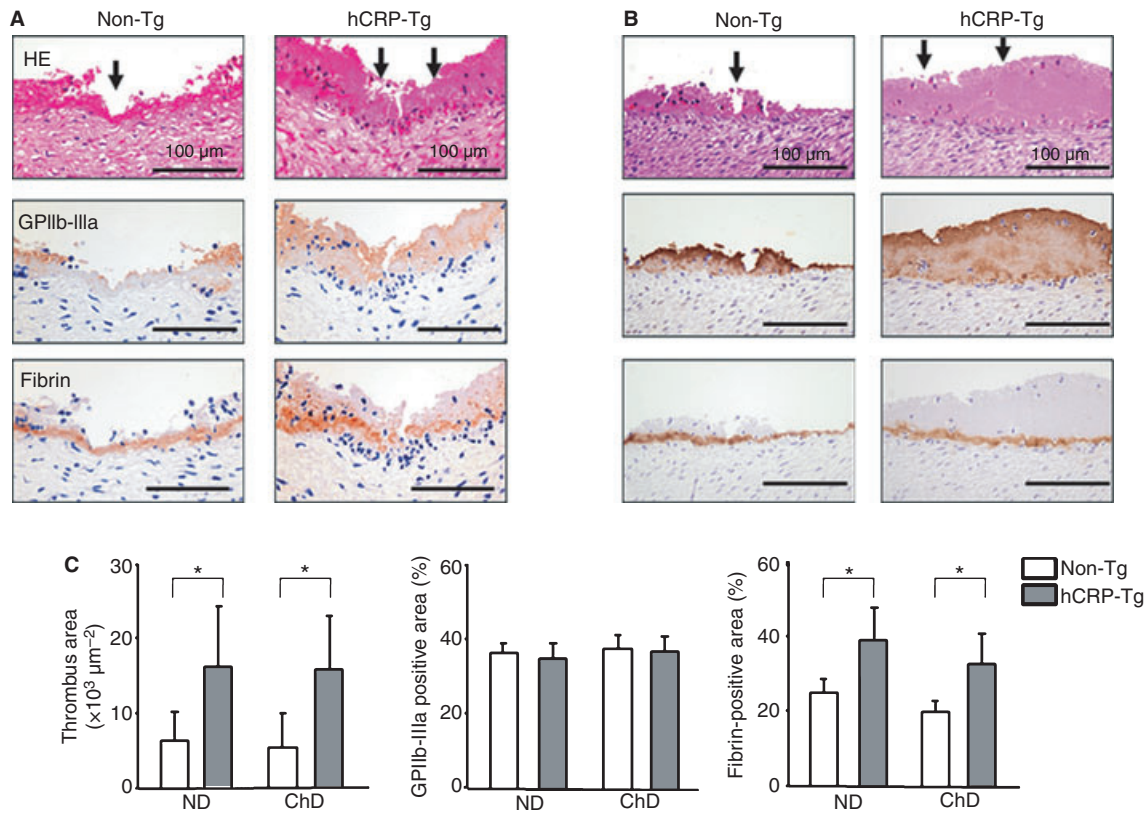 A
Non-Tg
hCRP-Tg
HE
100 µm
100 µm
GPIIb-IIIa
Fibrin
B
Non-Tg
hCRP-Tg
100 µm
100 µm
C
Thrombus area
(×10³ µm⁻²)
30
20
10
0
*
*
ND
ChD
GPIIb-IIIa positive area (%)
60
40
20
0
ND
ChD
Fibrin-positive area (%)
60
40
20
0
*
*
ND
ChD
Non-Tg
hCRP-Tg